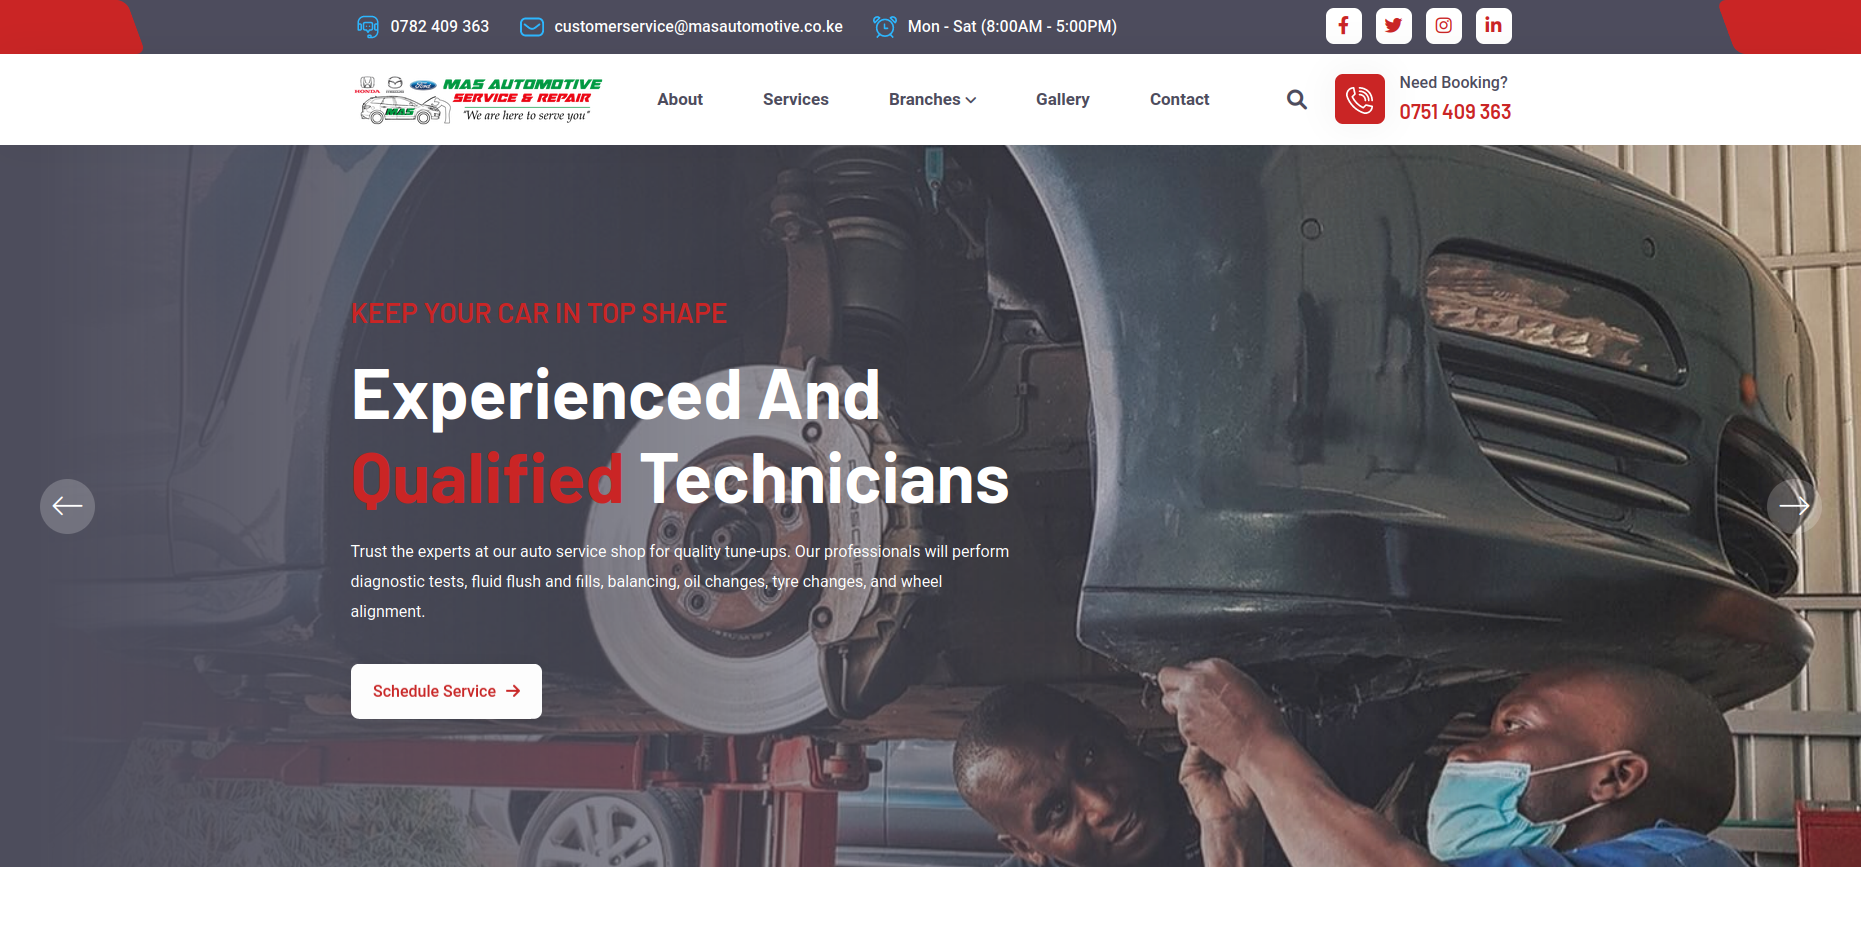 0782 409 363
customerservice@masautomotive.co.ke
Mon - Sat (8:00AM - 5:00PM)
HONDA
Ford
MAS AUTOMOTIVE
SERVICE & REPAIR
"We are here to serve you"
MAS
About
Services
Branches
Gallery
Contact
Need Booking?
0751 409 363
KEEP YOUR CAR IN TOP SHAPE
Experienced And
Qualified Technicians
Trust the experts at our auto service shop for quality tune-ups. Our professionals will perform
diagnostic tests, fluid flush and fills, balancing, oil changes, tyre changes, and wheel
alignment.
Schedule Service